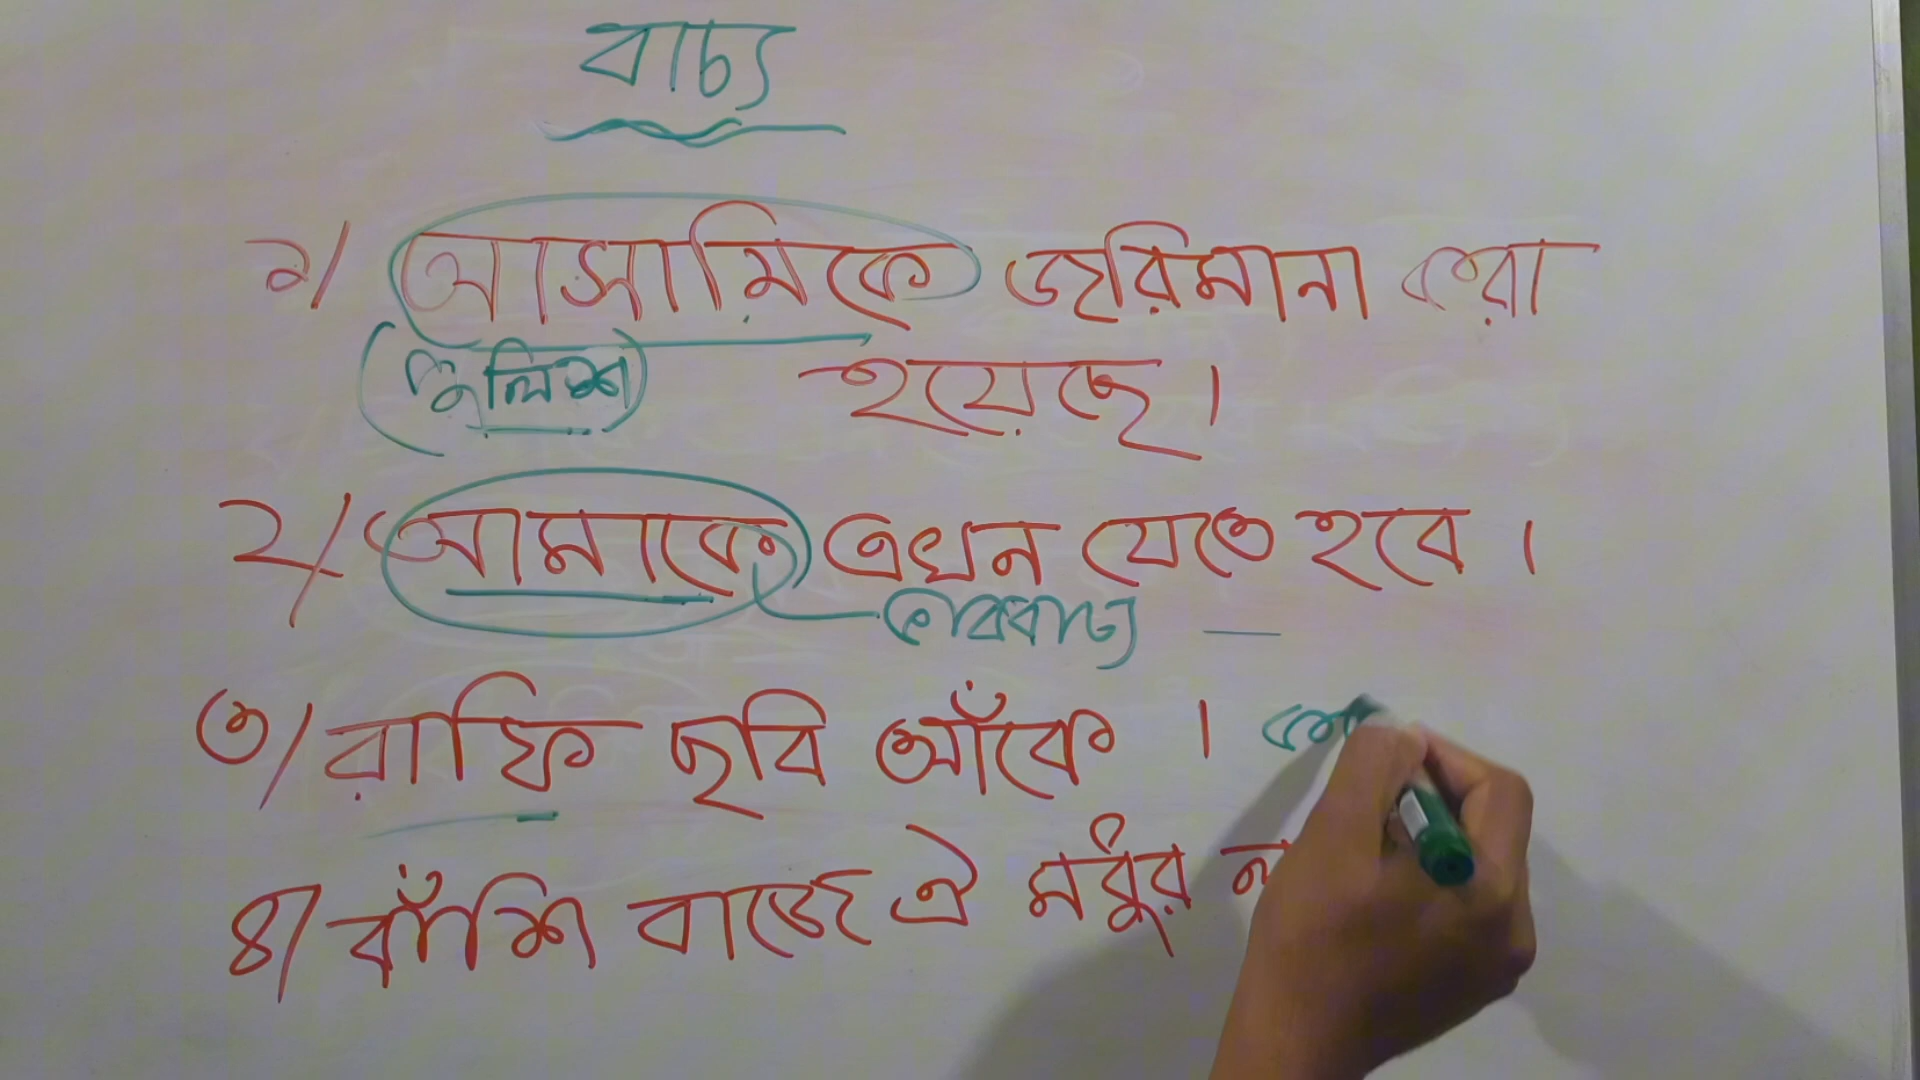 বাচ্য
১/ আসামিকে জরিমানা করা
(পুলিশ) হয়েছে।
২/ আমাকে এখন যেতে হবে।
ভাববাচ্য —
৩/ রাফি ছবি আঁকে ।
৪/ বাঁশি বাজে ঐ মধুর